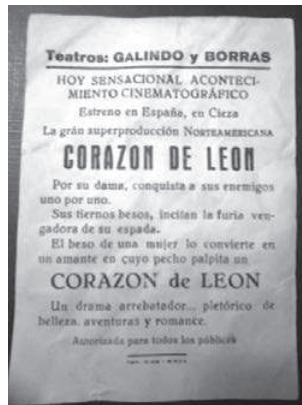 Teatros: GALINDO y BORRAS
HOY SENSACIONAL ACONTECI-
MIENTO CINEMATOGRÁFICO
Estreno en España, en Cieza
La grán superproducción NORTEAMERICANA
CORAZON DE LEON
Por su dama, conquista a sus enemigos
uno por uno.
Sus tiernos besos, incitan la furia ven-
gadora de su espada.
El beso de una mujer lo convierte en
un amante en cuyo pecho palpita un
CORAZON de LEON
Un drama arrebatador... pletórico de
belleza, aventuras y romance.
Autorizada para todos los públicos